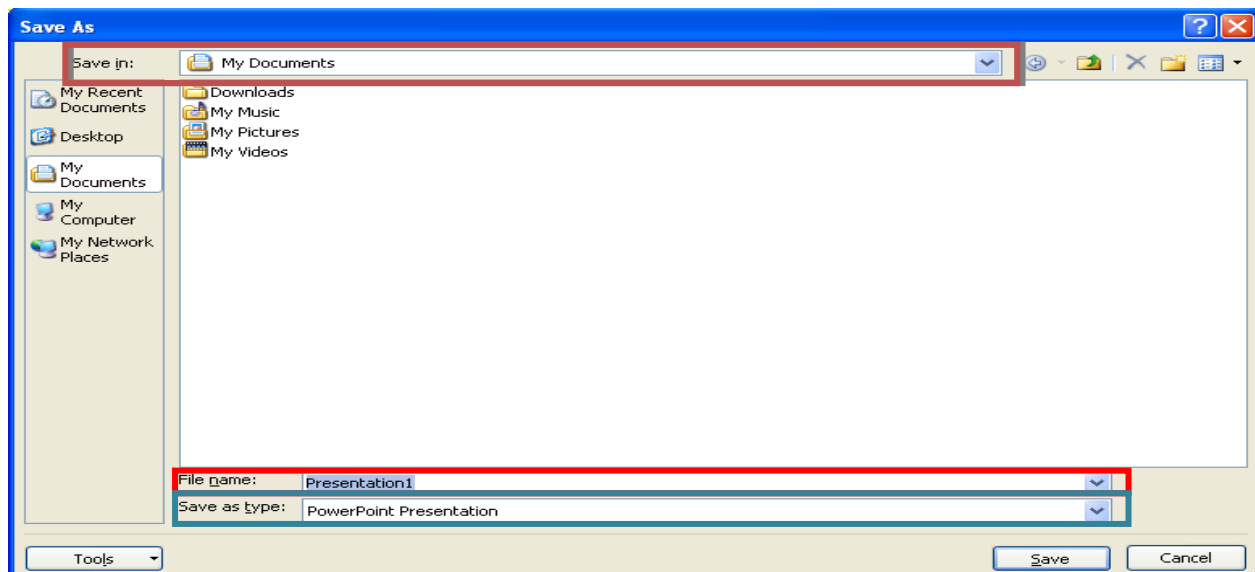 Save As
Save in:
My Documents
My Recent
Documents
Desktop
My
Documents
My
Computer
My Network
Places
Downloads
My Music
My Pictures
My Videos
File name:
Presentation1
Save as type:
PowerPoint Presentation
Tools
Save
Cancel